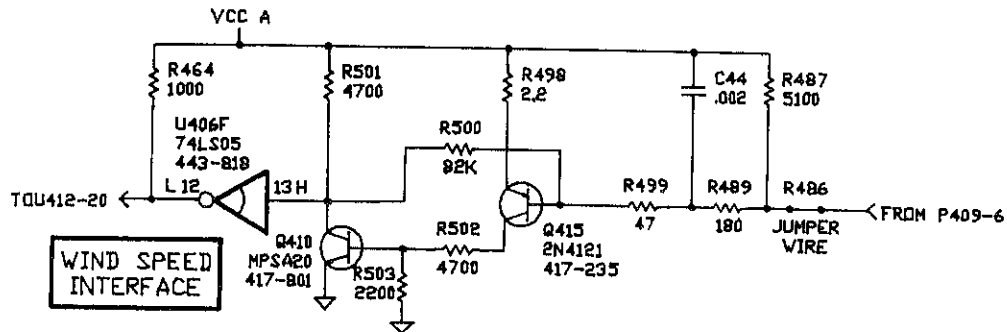 VCC A
R464
1000
R501
4700
R498
2.2
C44
.002
R487
5100
U406F
74LS05
443-818
R500
82K
L 12
13 H
TOU412-20
R499
47
R489
180
R486
JUMPER
WIRE
FROM P409-6
Q410
MPSA20
417-801
R502
4700
Q415
2N4121
417-235
R503
2200
WIND SPEED
INTERFACE